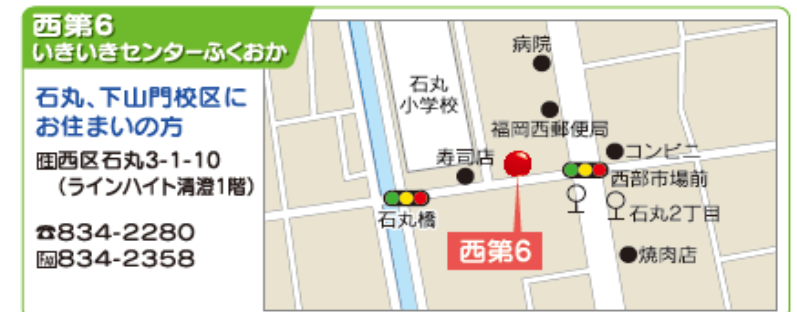 西第6
いきいきセンターふくおか
石丸、下山門校区に
お住まいの方
住西区石丸3-1-10
（ラインハイト清澄1階）
☎834-2280
FAX834-2358
病院
石丸
小学校
福岡西郵便局
寿司店
コンビニ
西部市場前
石丸橋
石丸2丁目
西第6
焼肉店